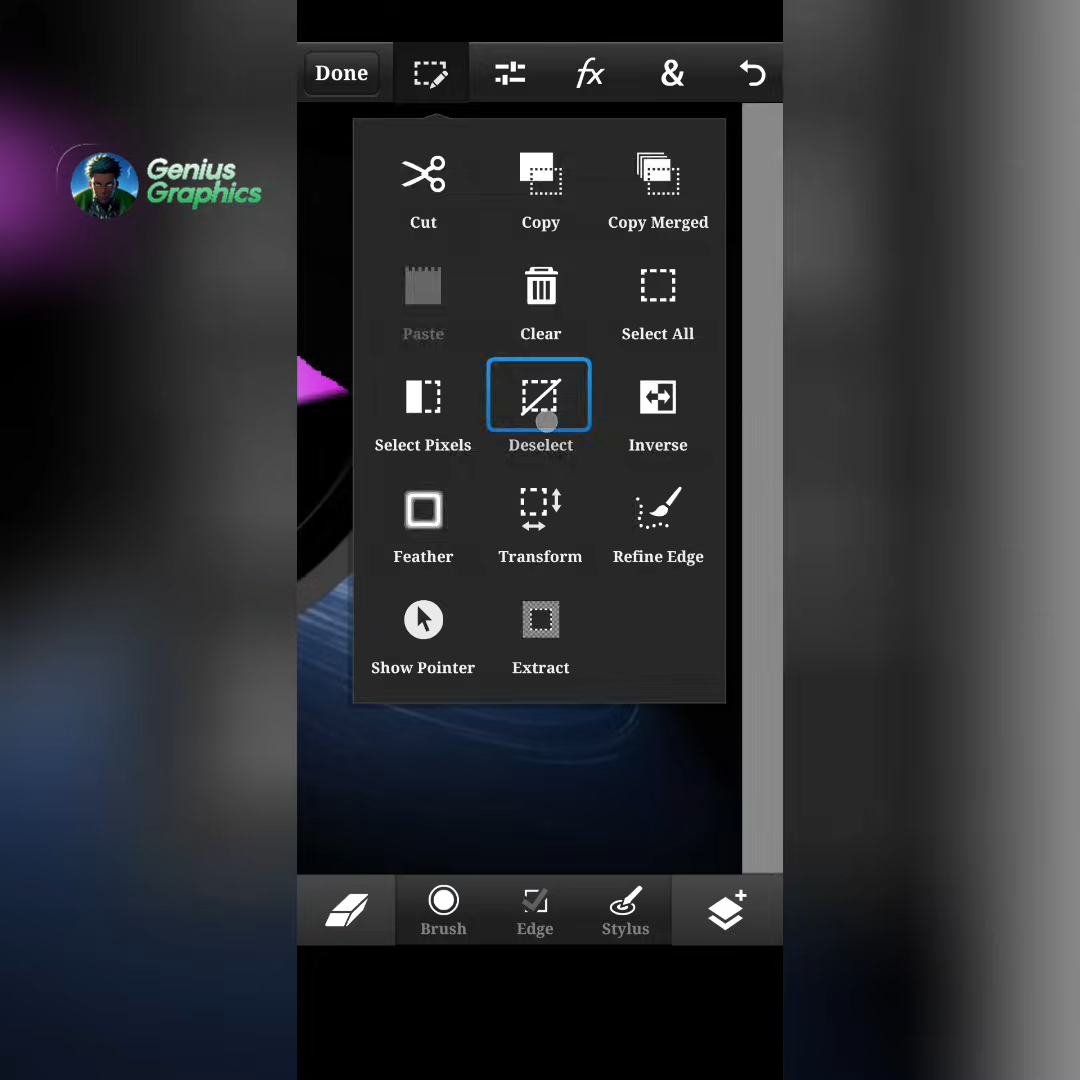 Done
fx
&
Genius
Graphics
Cut
Copy
Copy Merged
Paste
Clear
Select All
Select Pixels
Deselect
Inverse
Feather
Transform
Refine Edge
Show Pointer
Extract
Brush
Edge
Stylus